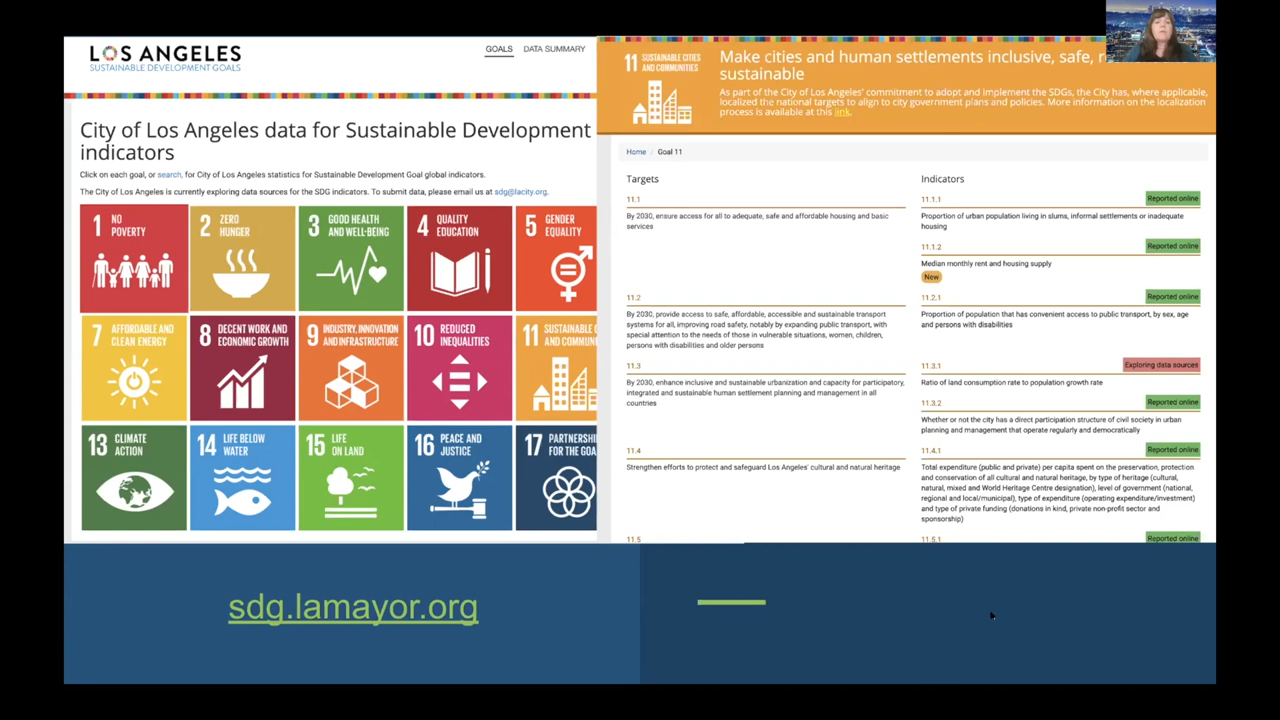 LOS ANGELES
SUSTAINABLE DEVELOPMENT GOALS
GOALS
DATA SUMMARY
City of Los Angeles data for Sustainable Development
indicators
Click on each goal, or search, for City of Los Angeles statistics for Sustainable Development Goal global indicators.
The City of Los Angeles is currently exploring data sources for the SDG indicators. To submit data, please email us at sdg@lacity.org.
1 NO
POVERTY
2 ZERO
HUNGER
3 GOOD HEALTH
AND WELL-BEING
4 QUALITY
EDUCATION
5 GENDER
EQUALITY
7 AFFORDABLE AND
CLEAN ENERGY
8 DECENT WORK AND
ECONOMIC GROWTH
9 INDUSTRY, INNOVATION
AND INFRASTRUCTURE
10 REDUCED
INEQUALITIES
11 SUSTAINABLE C
AND COMMUN
13 CLIMATE
ACTION
14 LIFE BELOW
WATER
15 LIFE
ON LAND
16 PEACE AND
JUSTICE
17 PARTNERSH
FOR THE GOA
11 SUSTAINABLE CITIES
AND COMMUNITIES
Make cities and human settlements inclusive, safe, r
sustainable
As part of the City of Los Angeles' commitment to adopt and implement the SDGs, the City has, where applicable,
localized the national targets to align to city government plans and policies. More information on the localization
process is available at this link.
Home / Goal 11
Targets
Indicators
11.1
By 2030, ensure access for all to adequate, safe and affordable housing and basic
services
11.1.1 Reported online
Proportion of urban population living in slums, informal settlements or inadequate
housing
11.1.2 Reported online
Median monthly rent and housing supply
New
11.2
By 2030, provide access to safe, affordable, accessible and sustainable transport
systems for all, improving road safety, notably by expanding public transport, with
special attention to the needs of those in vulnerable situations, women, children,
persons with disabilities and older persons
11.2.1 Reported online
Proportion of population that has convenient access to public transport, by sex, age
and persons with disabilities
11.3
By 2030, enhance inclusive and sustainable urbanization and capacity for participatory,
integrated and sustainable human settlement planning and management in all
countries
11.3.1 Exploring data sources
Ratio of land consumption rate to population growth rate
11.3.2 Reported online
Whether or not the city has a direct participation structure of civil society in urban
planning and management that operate regularly and democratically
11.4
Strengthen efforts to protect and safeguard Los Angeles' cultural and natural heritage
11.4.1 Reported online
Total expenditure (public and private) per capita spent on the preservation, protection
and conservation of all cultural and natural heritage, by type of heritage (cultural,
natural, mixed and World Heritage Centre designation), level of government (national,
regional and local/municipal), type of expenditure (operating expenditure/investment)
and type of private funding (donations in kind, private non-profit sector and
sponsorship)
11.5
11.5.1 Reported online
sdg.lamayor.org